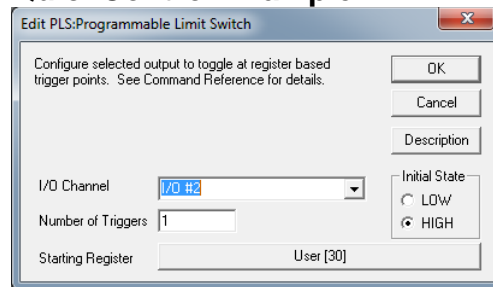 Edit PLS:Programmable Limit Switch
x
Configure selected output to toggle at register based
trigger points. See Command Reference for details.
OK
Cancel
Description
I/O Channel
I/O #2
Initial State
LOW
HIGH
Number of Triggers
1
Starting Register
User [30]